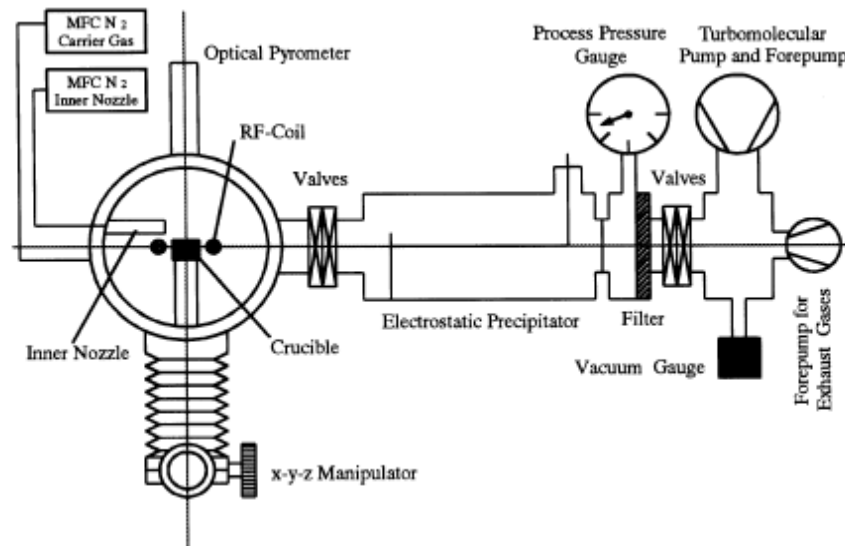 MFC N 2
Carrier Gas
MFC N 2
Inner Nozzle
Optical Pyrometer
RF-Coil
Valves
Process Pressure
Gauge
Turbomolecular
Pump and Forepump
Valves
Inner Nozzle
Crucible
Electrostatic Precipitator
Filter
Vacuum Gauge
Forepump for
Exhaust Gases
x-y-z Manipulator